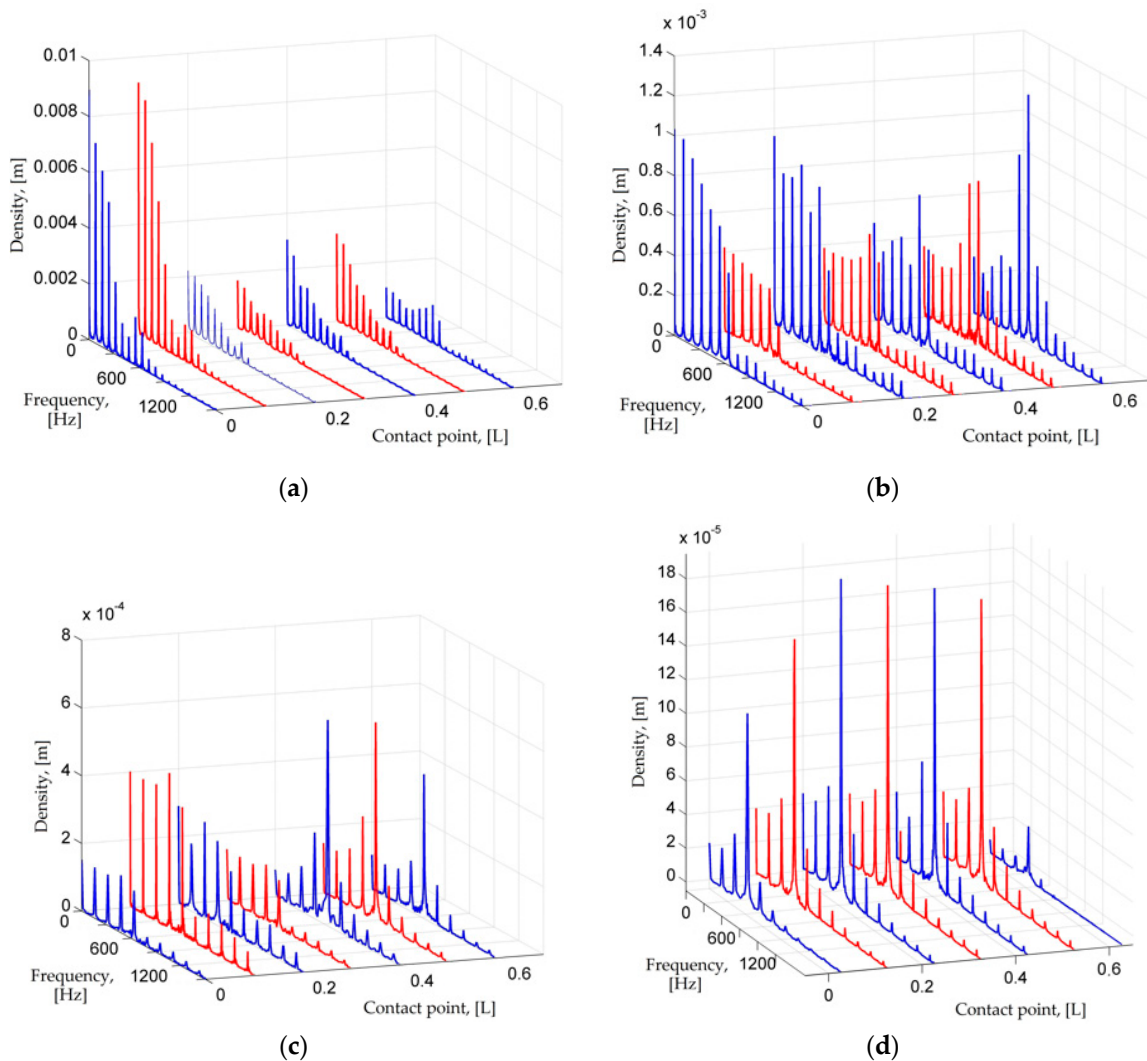 0.01
0.008
0.006
0.004
0.002
0
Density, [m]
0
600
1200
Frequency,
[Hz]
0
0.2
0.4
0.6
Contact point, [L]
(a)
x 10⁻³
1.4
1.2
1
0.8
0.6
0.4
0.2
0
Density, [m]
0
600
1200
Frequency,
[Hz]
0
0.2
0.4
0.6
Contact point, [L]
(b)
x 10⁻⁴
8
6
4
2
0
Density, [m]
0
600
1200
Frequency,
[Hz]
0
0.2
0.4
0.6
Contact point, [L]
(c)
x 10⁻⁵
18
16
14
12
10
8
6
4
2
0
Density, [m]
0
600
1200
Frequency,
[Hz]
0
0.2
0.4
0.6
Contact point, [L]
(d)